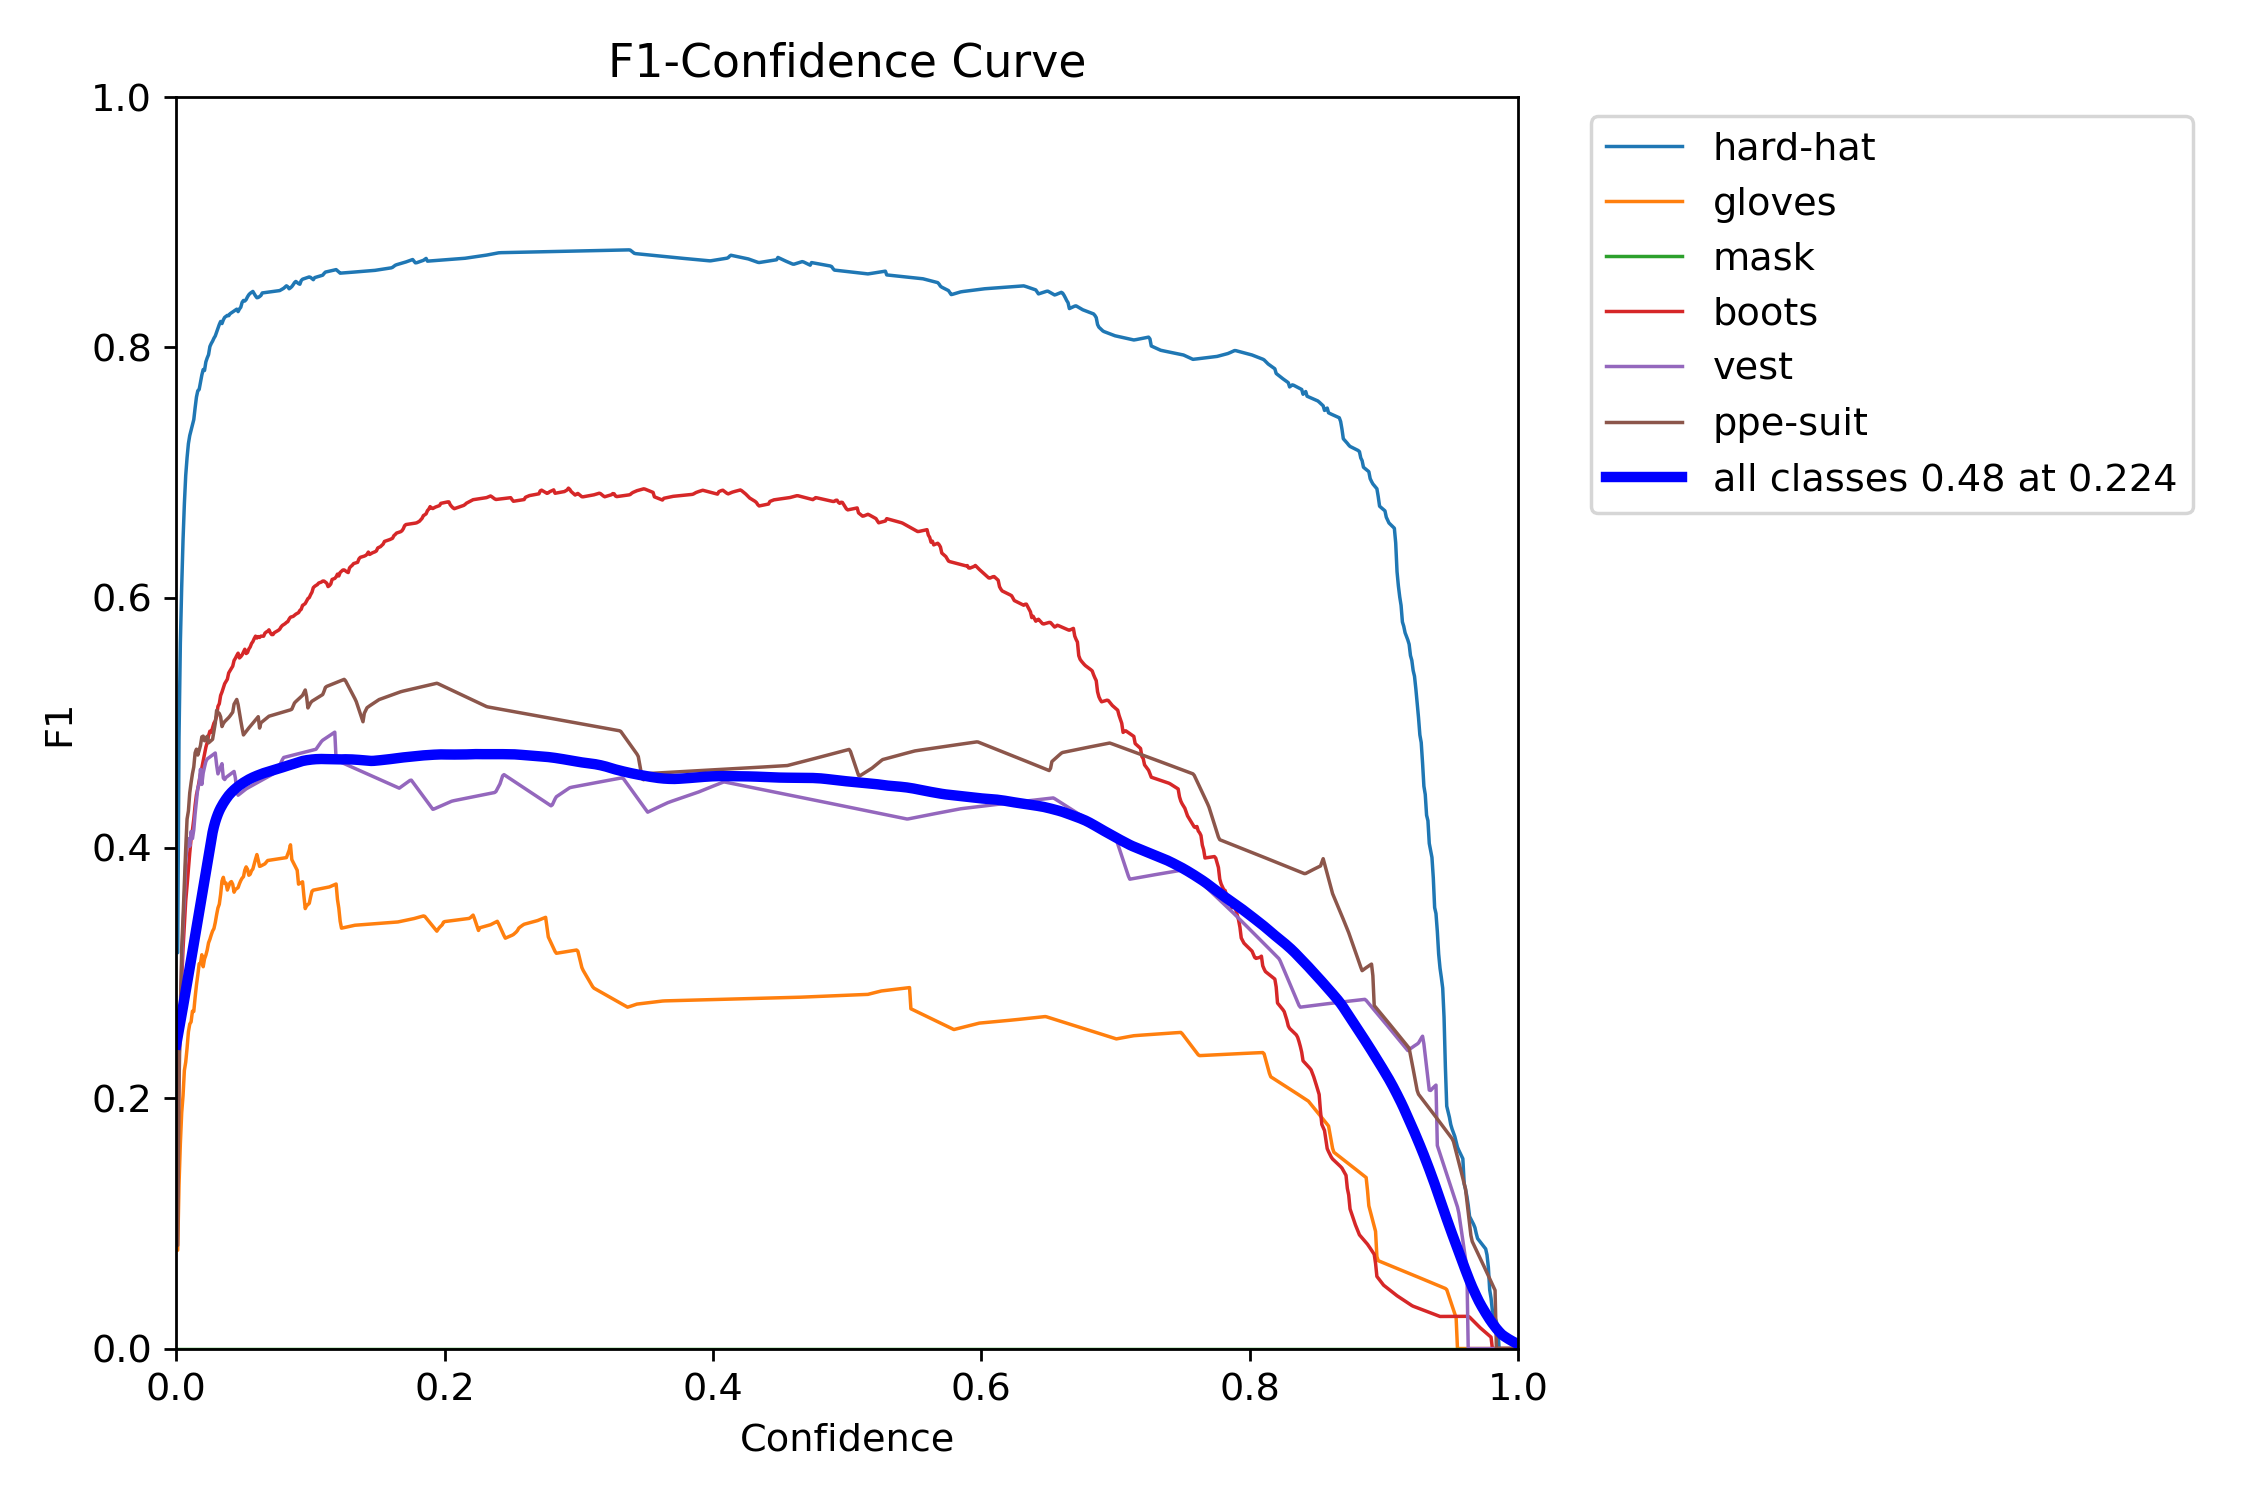 F1-Confidence Curve
1.0
0.8
0.6
0.4
0.2
0.0
F1
0.0 0.2 0.4 0.6 0.8 1.0
Confidence
hard-hat
gloves
mask
boots
vest
ppe-suit
all classes 0.48 at 0.224